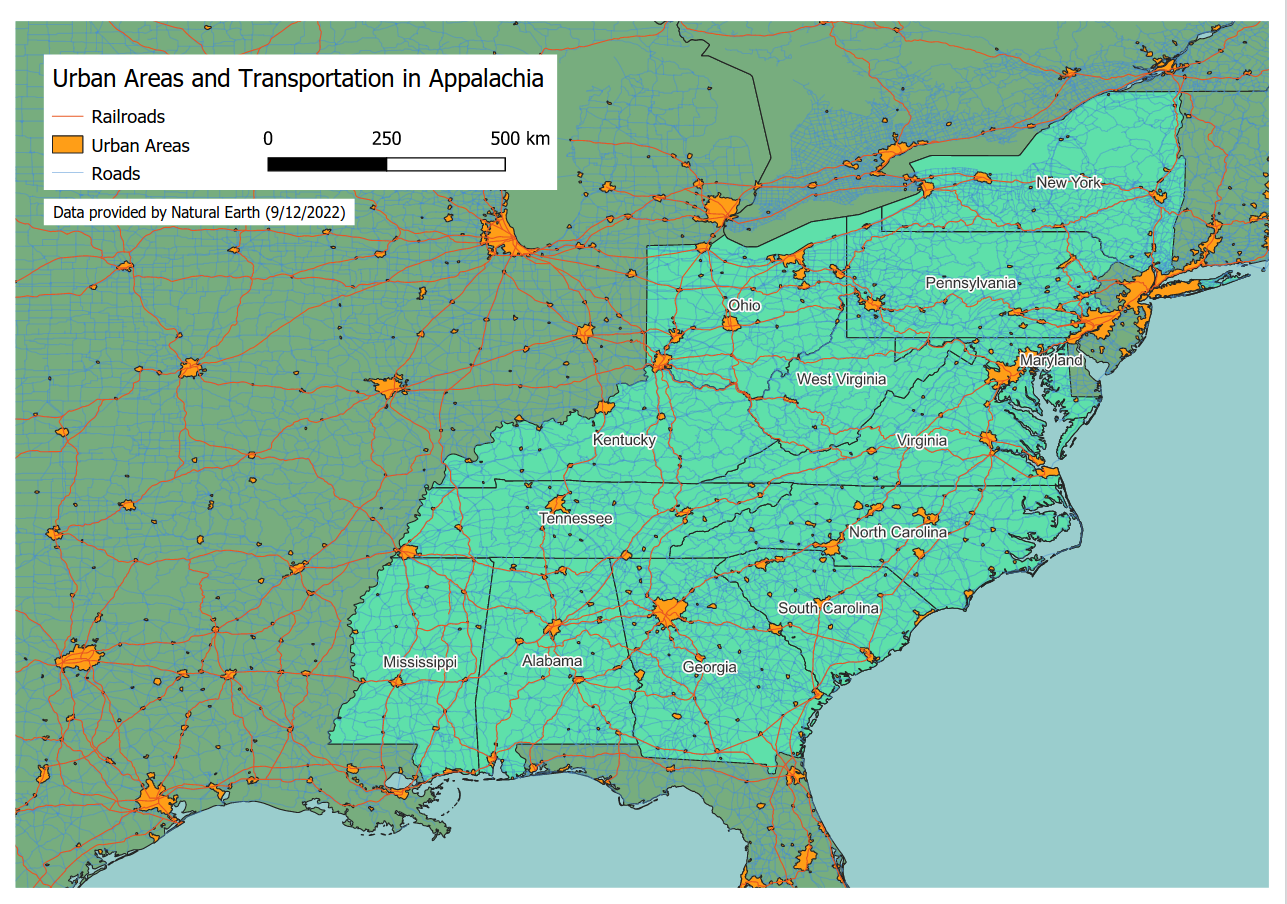 Urban Areas and Transportation in Appalachia
Railroads
Urban Areas
Roads
0 250 500 km
Data provided by Natural Earth (9/12/2022)
New York
Pennsylvania
Ohio
Maryland
West Virginia
Kentucky
Virginia
Tennessee
North Carolina
South Carolina
Mississippi
Alabama
Georgia